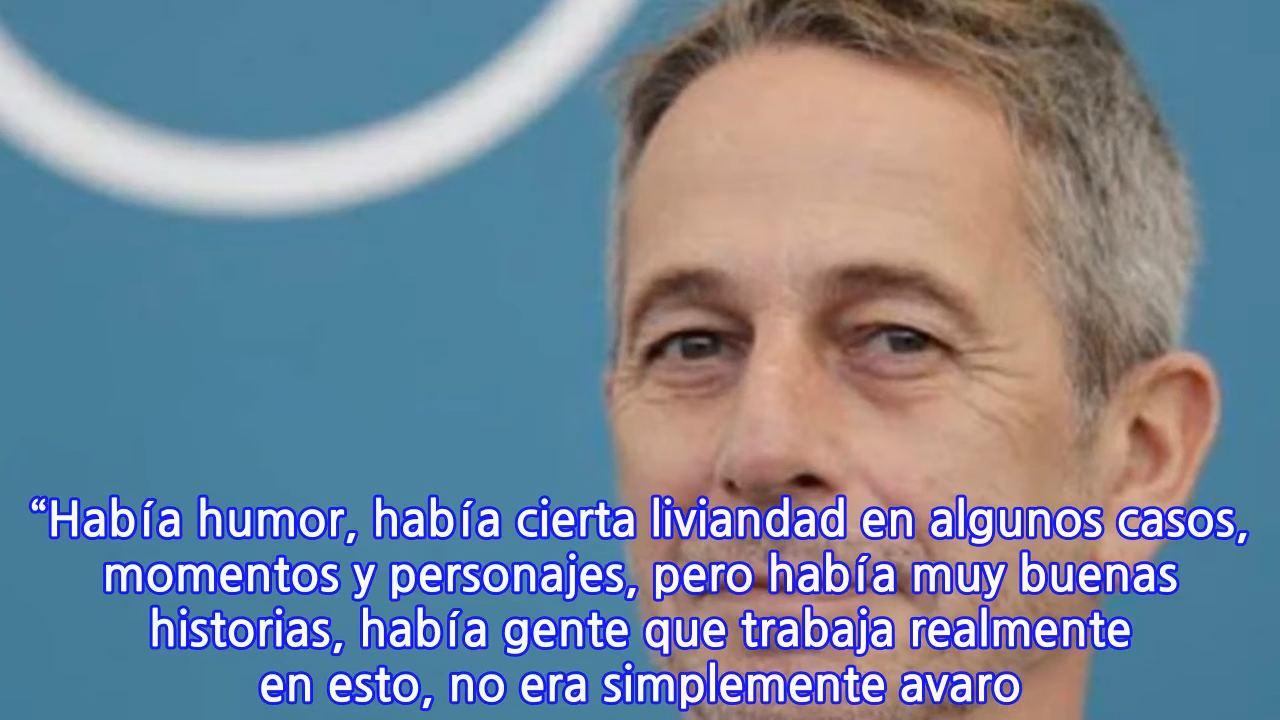 “Había humor, había cierta liviandad en algunos casos,
momentos y personajes, pero había muy buenas
historias, había gente que trabaja realmente
en esto, no era simplemente avaro